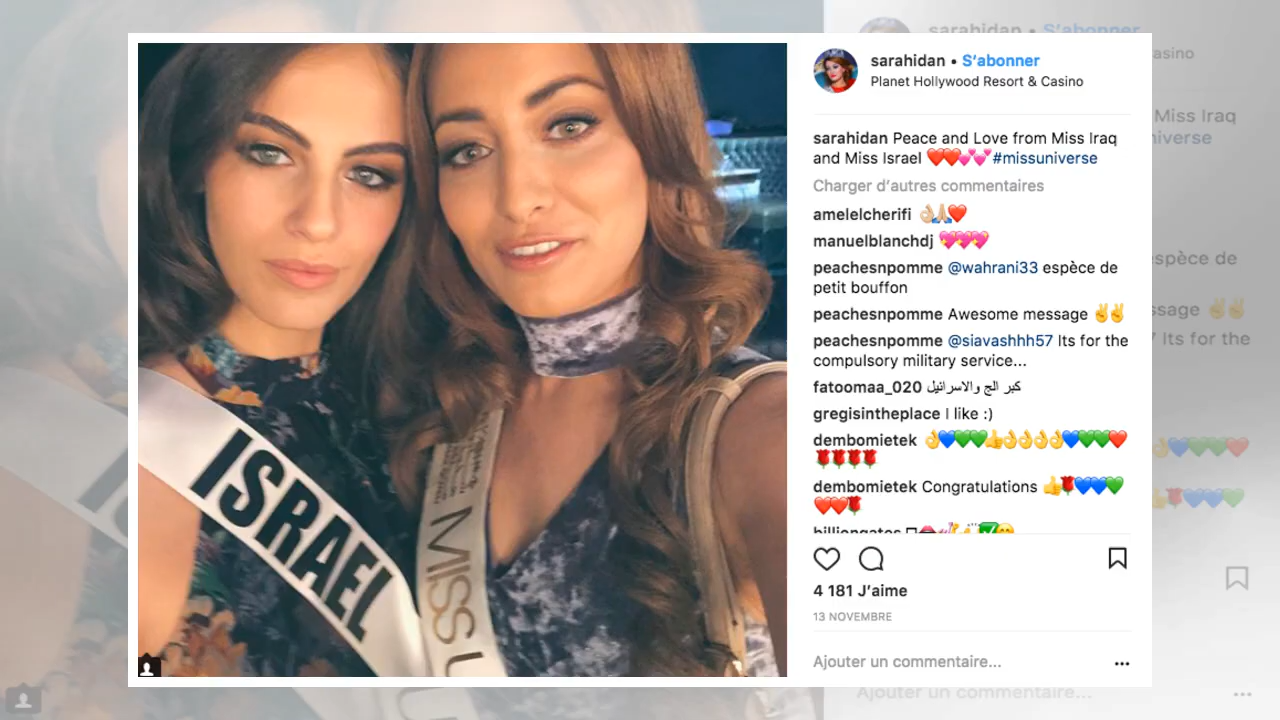 ISRAEL
MISS U
sarahidan • S'abonner
Planet Hollywood Resort & Casino
sarahidan Peace and Love from Miss Iraq
and Miss Israel ❤️❤️💕💕 #missuniverse
Charger d'autres commentaires
amelelcherifi 👌🏼🙏🏼❤️
manuelblanchdj 💖💖💖
peachesnpomme @wahrani33 espèce de
petit bouffon
peachesnpomme Awesome message ✌️✌️
peachesnpomme @siavashhh57 Its for the
compulsory military service...
fatoomaa_020 كبر الج والاسرائيل
gregisintheplace I like :)
dembomietek 👌💙💚💚👍👌👌👌👌💙💚💚❤️
🌹🌹🌹🌹
dembomietek Congratulations 👍🌹💙💙💚
❤️❤️🌹
4 181 J'aime
13 NOVEMBRE
Ajouter un commentaire...